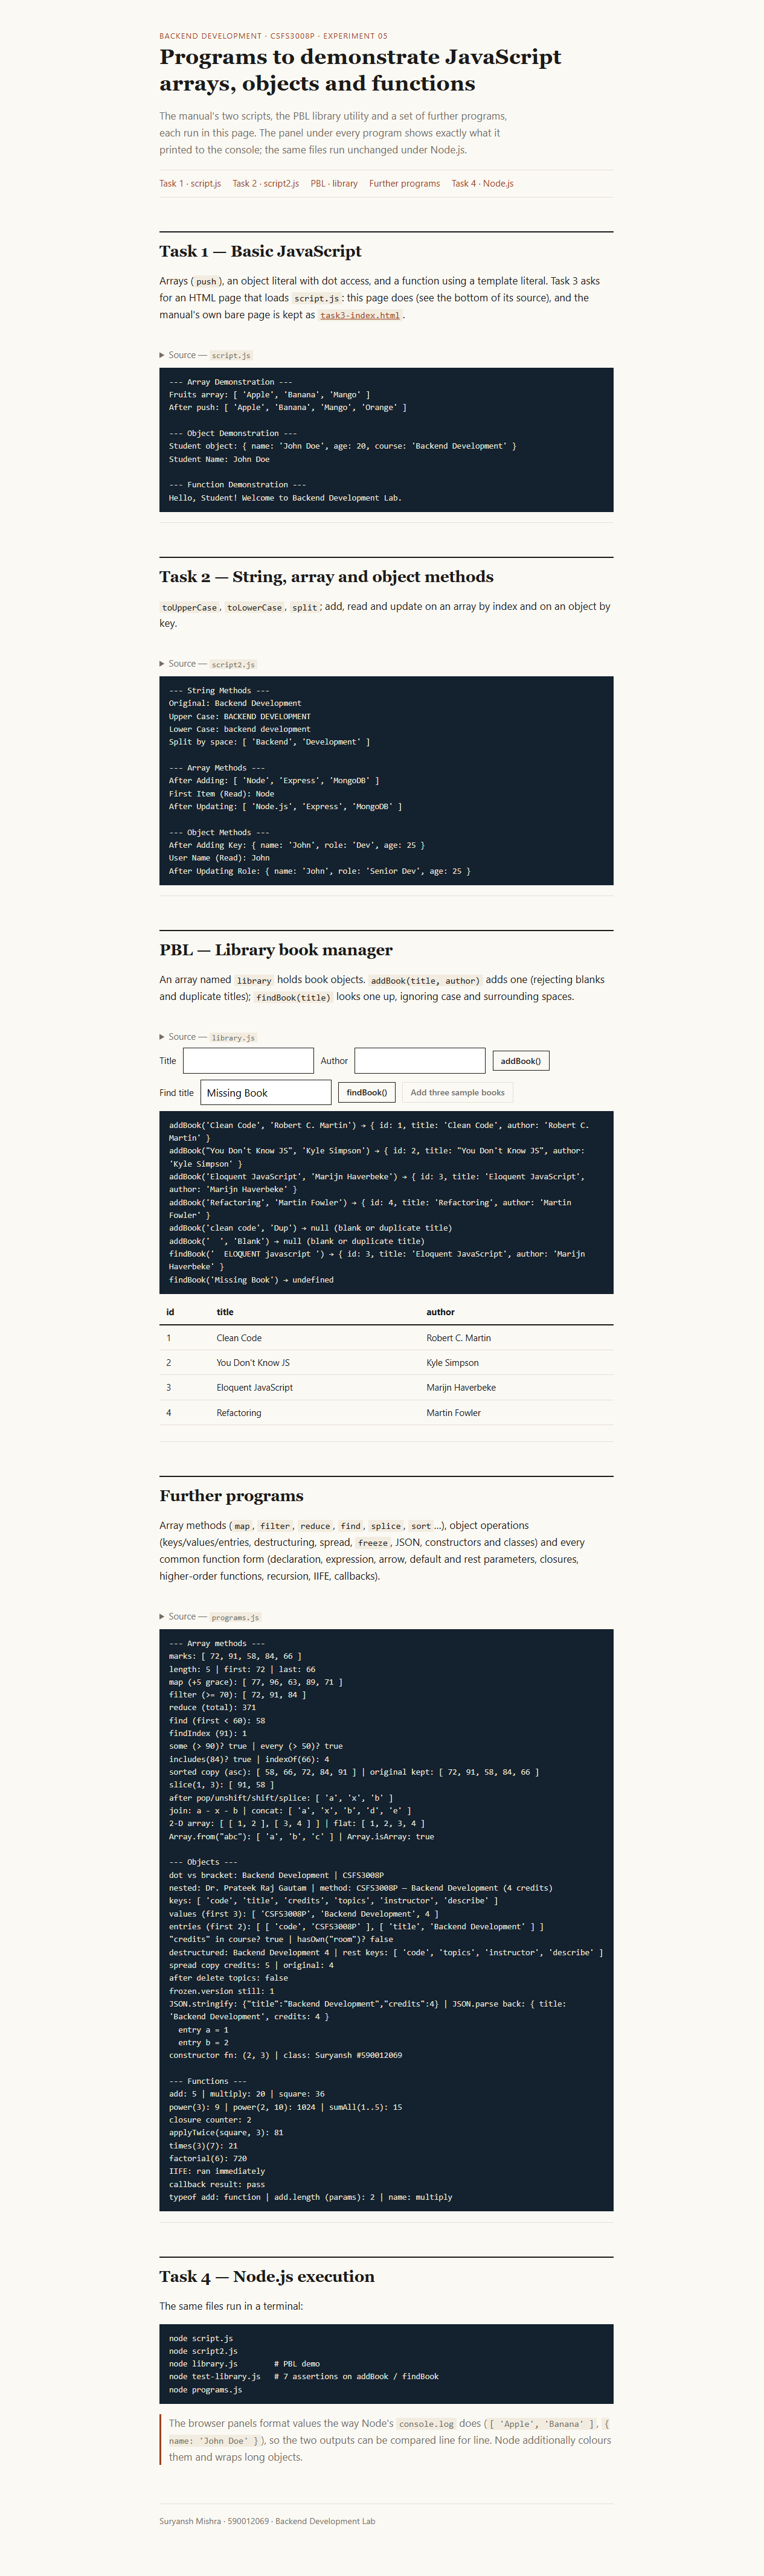 BACKEND DEVELOPMENT · CSFS3008P · EXPERIMENT 05
Programs to demonstrate JavaScript
arrays, objects and functions
The manual's two scripts, the PBL library utility and a set of further programs,
each run in this page. The panel under every program shows exactly what it
printed to the console; the same files run unchanged under Node.js.
Task 1 · script.js Task 2 · script2.js PBL · library Further programs Task 4 · Node.js
Task 1 — Basic JavaScript
Arrays (push), an object literal with dot access, and a function using a template literal. Task 3 asks
for an HTML page that loads script.js: this page does (see the bottom of its source), and the
manual's own bare page is kept as task3-index.html.
▶ Source — script.js
--- Array Demonstration ---
Fruits array: [ 'Apple', 'Banana', 'Mango' ]
After push: [ 'Apple', 'Banana', 'Mango', 'Orange' ]
--- Object Demonstration ---
Student object: { name: 'John Doe', age: 20, course: 'Backend Development' }
Student Name: John Doe
--- Function Demonstration ---
Hello, Student! Welcome to Backend Development Lab.
Task 2 — String, array and object methods
toUpperCase, toLowerCase, split; add, read and update on an array by index and on an object by
key.
▶ Source — script2.js
--- String Methods ---
Original: Backend Development
Upper Case: BACKEND DEVELOPMENT
Lower Case: backend development
Split by space: [ 'Backend', 'Development' ]
--- Array Methods ---
After Adding: [ 'Node', 'Express', 'MongoDB' ]
First Item (Read): Node
After Updating: [ 'Node.js', 'Express', 'MongoDB' ]
--- Object Methods ---
After Adding Key: { name: 'John', role: 'Dev', age: 25 }
User Name (Read): John
After Updating Role: { name: 'John', role: 'Senior Dev', age: 25 }
PBL — Library book manager
An array named library holds book objects. addBook(title, author) adds one (rejecting blanks
and duplicate titles); findBook(title) looks one up, ignoring case and surrounding spaces.
▶ Source — library.js
Title Author addBook()
Find title Missing Book findBook() Add three sample books
addBook('Clean Code', 'Robert C. Martin') → { id: 1, title: 'Clean Code', author: 'Robert C.
Martin' }
addBook("You Don't Know JS", 'Kyle Simpson') → { id: 2, title: "You Don't Know JS", author:
'Kyle Simpson' }
addBook('Eloquent JavaScript', 'Marijn Haverbeke') → { id: 3, title: 'Eloquent JavaScript',
author: 'Marijn Haverbeke' }
addBook('Refactoring', 'Martin Fowler') → { id: 4, title: 'Refactoring', author: 'Martin
Fowler' }
addBook('clean code', 'Dup') → null (blank or duplicate title)
addBook('  ', 'Blank') → null (blank or duplicate title)
findBook('  ELOQUENT javascript ') → { id: 3, title: 'Eloquent JavaScript', author: 'Marijn
Haverbeke' }
findBook('Missing Book') → undefined
id title author
1 Clean Code Robert C. Martin
2 You Don't Know JS Kyle Simpson
3 Eloquent JavaScript Marijn Haverbeke
4 Refactoring Martin Fowler
Further programs
Array methods (map, filter, reduce, find, splice, sort…), object operations
(keys/values/entries, destructuring, spread, freeze, JSON, constructors and classes) and every
common function form (declaration, expression, arrow, default and rest parameters, closures,
higher-order functions, recursion, IIFE, callbacks).
▶ Source — programs.js
--- Array methods ---
marks: [ 72, 91, 58, 84, 66 ]
length: 5 | first: 72 | last: 66
map (+5 grace): [ 77, 96, 63, 89, 71 ]
filter (>= 70): [ 72, 91, 84 ]
reduce (total): 371
find (first < 60): 58
findIndex (91): 1
some (> 90)? true | every (> 50)? true
includes(84)? true | indexOf(66): 4
sorted copy (asc): [ 58, 66, 72, 84, 91 ] | original kept: [ 72, 91, 58, 84, 66 ]
slice(1, 3): [ 91, 58 ]
after pop/unshift/shift/splice: [ 'a', 'x', 'b' ]
join: a - x - b | concat: [ 'a', 'x', 'b', 'd', 'e' ]
2-D array: [ [ 1, 2 ], [ 3, 4 ] ] | flat: [ 1, 2, 3, 4 ]
Array.from("abc"): [ 'a', 'b', 'c' ] | Array.isArray: true
--- Objects ---
dot vs bracket: Backend Development | CSFS3008P
nested: Dr. Prateek Raj Gautam | method: CSFS3008P — Backend Development (4 credits)
keys: [ 'code', 'title', 'credits', 'topics', 'instructor', 'describe' ]
values (first 3): [ 'CSFS3008P', 'Backend Development', 4 ]
entries (first 2): [ [ 'code', 'CSFS3008P' ], [ 'title', 'Backend Development' ] ]
"credits" in course? true | hasOwn("room")? false
destructured: Backend Development 4 | rest keys: [ 'code', 'topics', 'instructor', 'describe' ]
spread copy credits: 5 | original: 4
after delete topics: false
frozen.version still: 1
JSON.stringify: {"title":"Backend Development","credits":4} | JSON.parse back: { title:
'Backend Development', credits: 4 }
  entry a = 1
  entry b = 2
constructor fn: (2, 3) | class: Suryansh #590012069
--- Functions ---
add: 5 | multiply: 20 | square: 36
power(3): 9 | power(2, 10): 1024 | sumAll(1..5): 15
closure counter: 2
applyTwice(square, 3): 81
times(3)(7): 21
factorial(6): 720
IIFE: ran immediately
callback result: pass
typeof add: function | add.length (params): 2 | name: multiply
Task 4 — Node.js execution
The same files run in a terminal:
node script.js
node script2.js
node library.js # PBL demo
node test-library.js # 7 assertions on addBook / findBook
node programs.js
The browser panels format values the way Node's console.log does ([ 'Apple', 'Banana' ], {
name: 'John Doe' }), so the two outputs can be compared line for line. Node additionally colours
them and wraps long objects.
Suryansh Mishra · 590012069 · Backend Development Lab